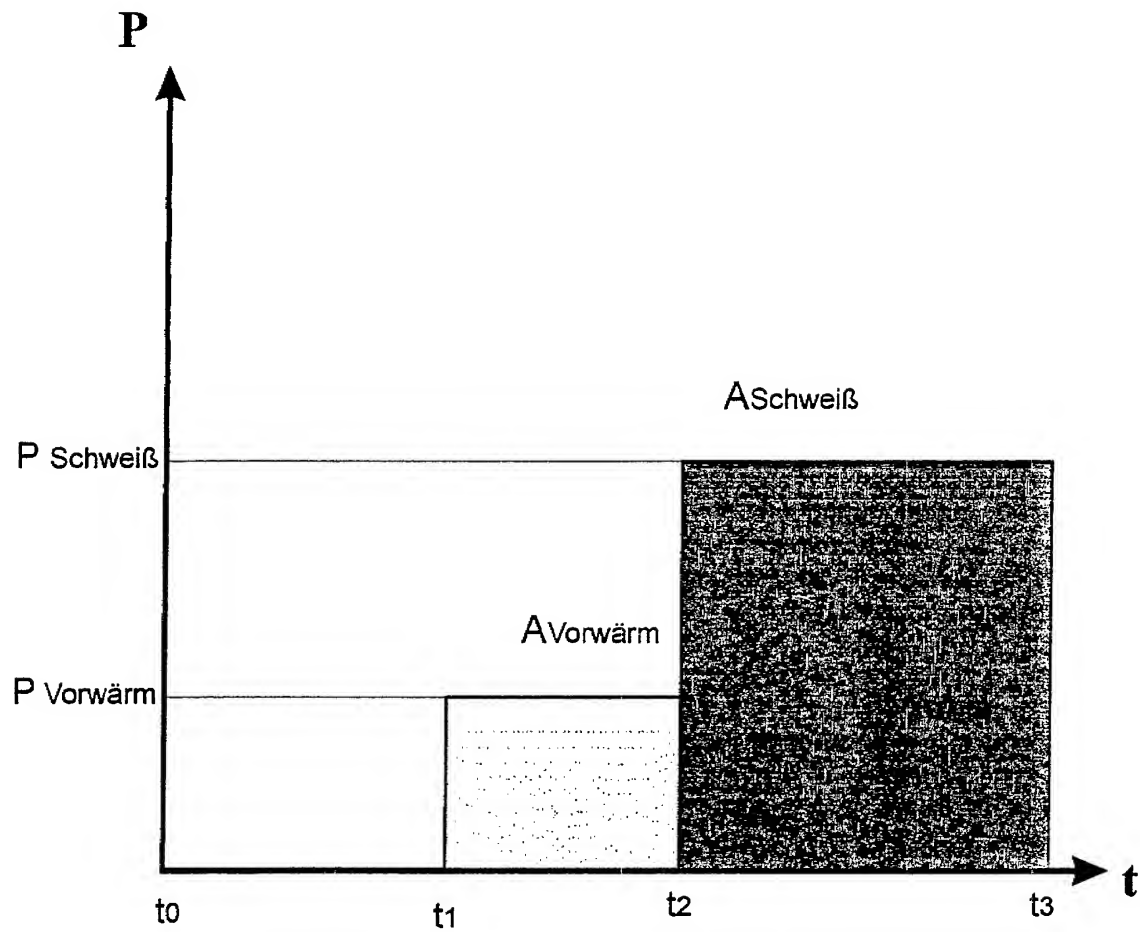 P
ASchweiß
P Schweiß
AVorwärm
P Vorwärm
t
t0 t1 t2 t3